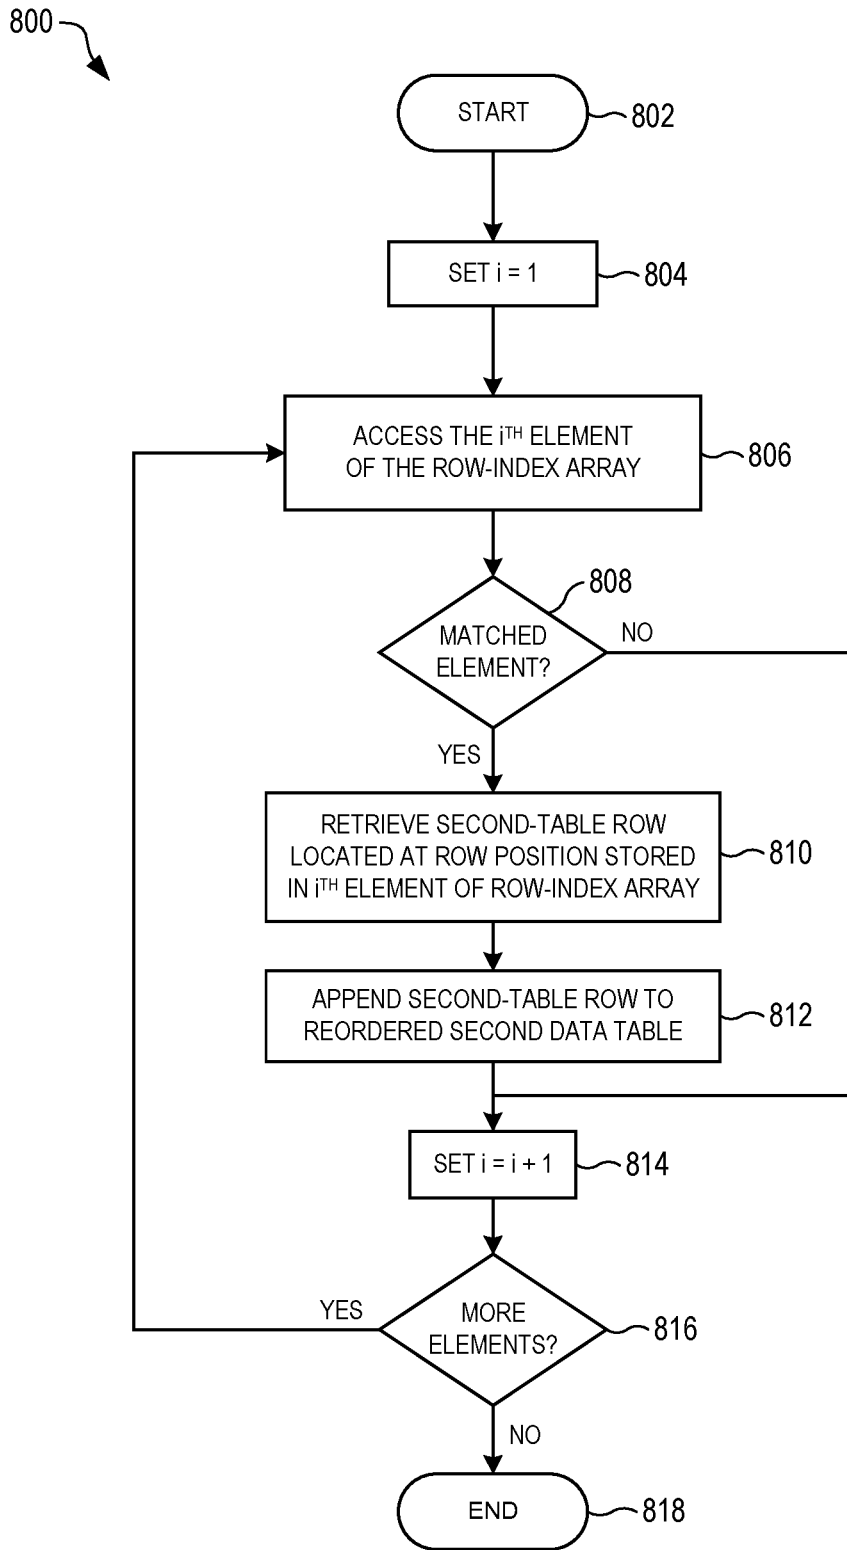 800
START
802
SET i = 1
804
ACCESS THE iTH ELEMENT
OF THE ROW-INDEX ARRAY
806
808
MATCHED
ELEMENT?
NO
YES
RETRIEVE SECOND-TABLE ROW
LOCATED AT ROW POSITION STORED
IN iTH ELEMENT OF ROW-INDEX ARRAY
810
APPEND SECOND-TABLE ROW TO
REORDERED SECOND DATA TABLE
812
SET i = i + 1
814
YES
MORE
ELEMENTS?
816
NO
END
818